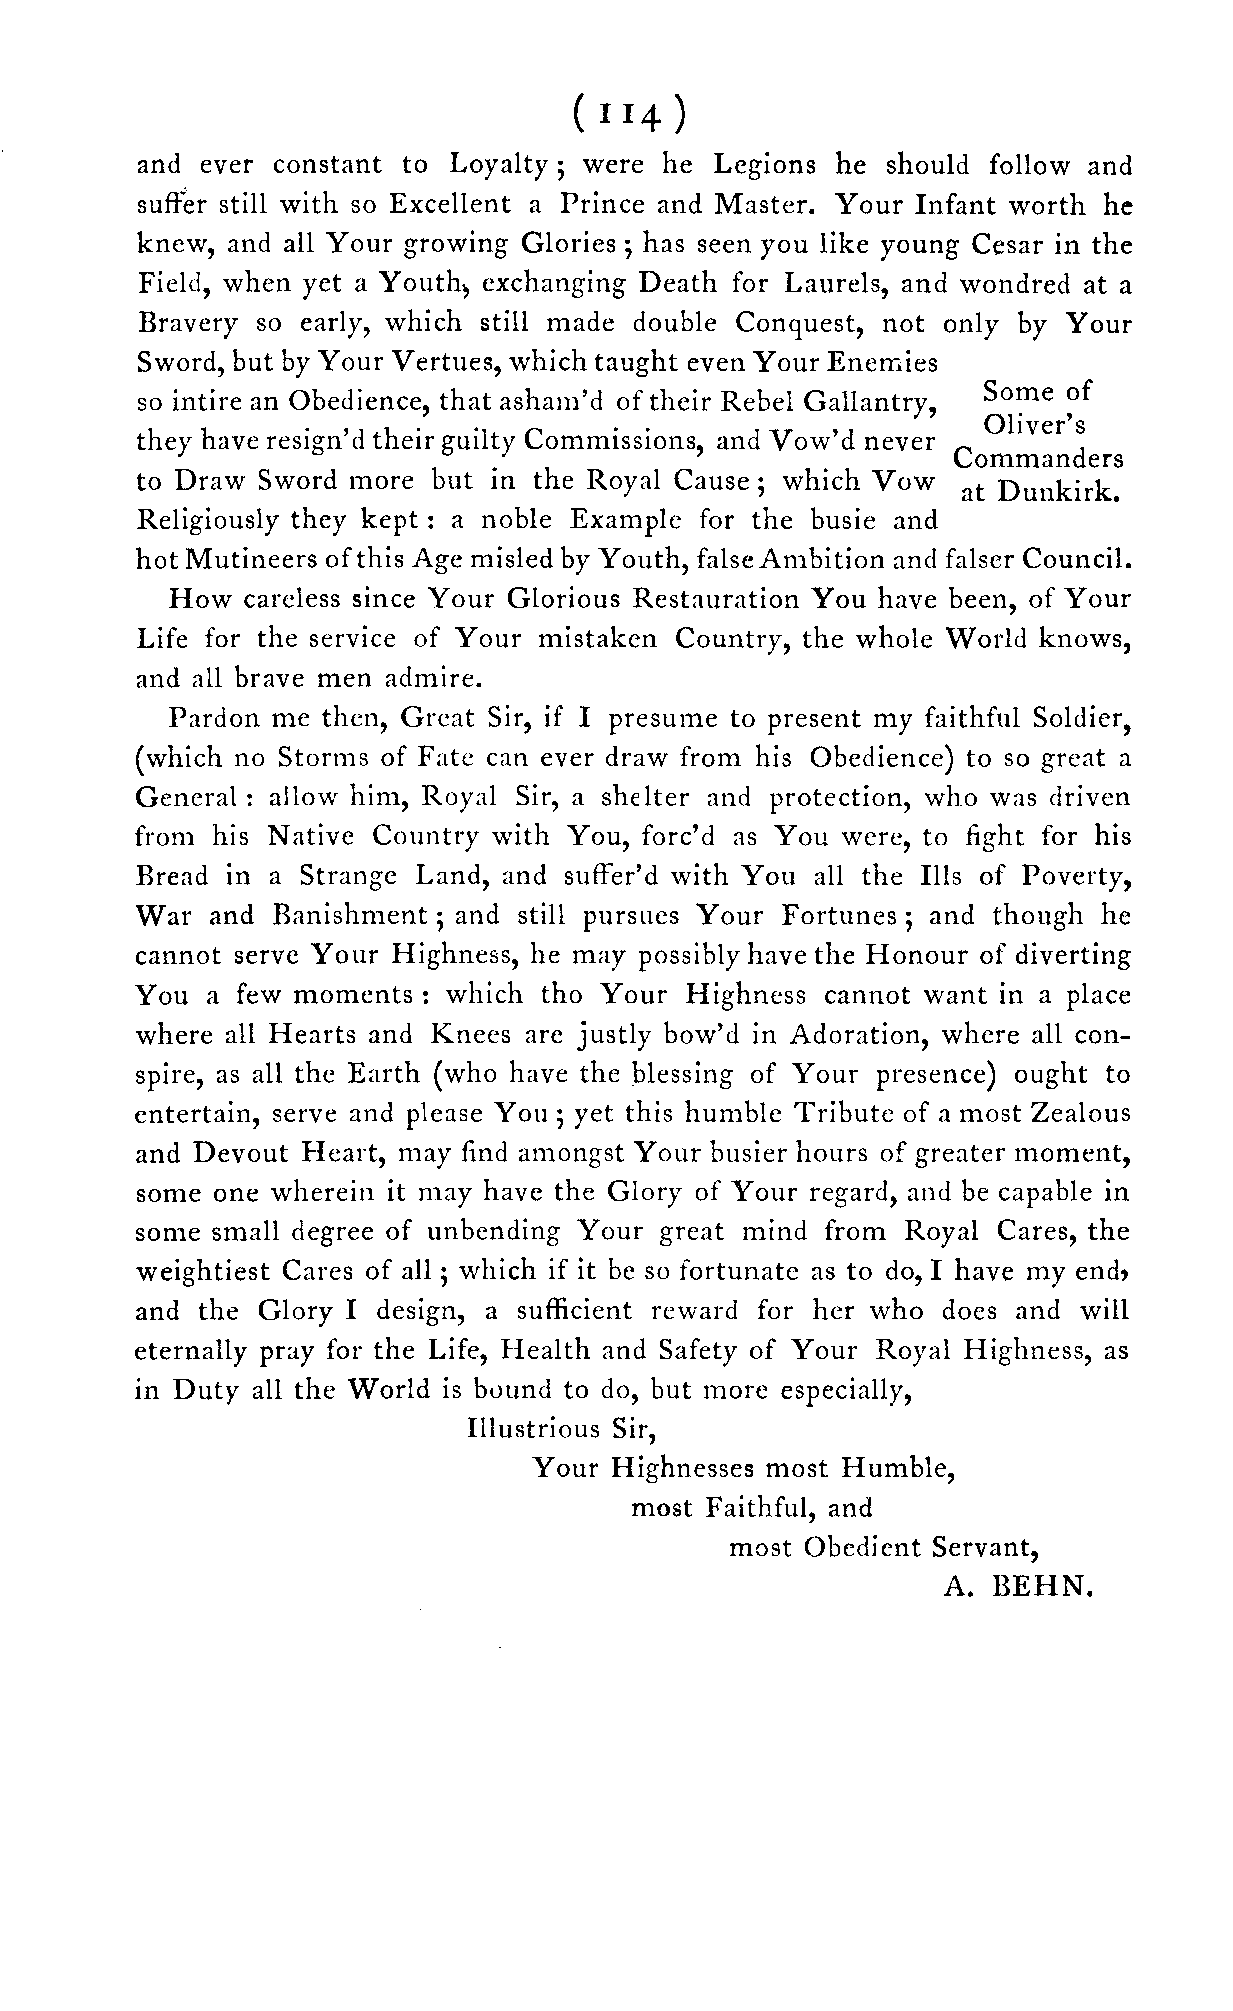 ( 114 )
and ever constant to Loyalty ; were he Legions he should follow and
suffer still with so Excellent a Prince and Master. Your Infant worth he
knew, and all Your growing Glories ; has seen you like young Cesar in the
Field, when yet a Youth, exchanging Death for Laurels, and wondred at a
Bravery so early, which still made double Conquest, not only by Your
Sword, but by Your Vertues, which taught even Your Enemies
so intire an Obedience, that asham'd of their Rebel Gallantry,
they have resign'd their guilty Commissions, and Vow'd never
to Draw Sword more but in the Royal Cause ; which Vow
Religiously they kept : a noble Example for the busie and
Some of
Oliver's
Commanders
at Dunkirk.
hot Mutineers of this Age misled by Youth, false Ambition and falser Council.
How careless since Your Glorious Restauration You have been, of Your
Life for the service of Your mistaken Country, the whole World knows,
and all brave men admire.
Pardon me then, Great Sir, if I presume to present my faithful Soldier,
(which no Storms of Fate can ever draw from his Obedience) to so great a
General : allow him, Royal Sir, a shelter and protection, who was driven
from his Native Country with You, forc'd as You were, to fight for his
Bread in a Strange Land, and suffer'd with You all the Ills of Poverty,
War and Banishment ; and still pursues Your Fortunes ; and though he
cannot serve Your Highness, he may possibly have the Honour of diverting
You a few moments : which tho Your Highness cannot want in a place
where all Hearts and Knees are justly bow'd in Adoration, where all con-
spire, as all the Earth (who have the blessing of Your presence) ought to
entertain, serve and please You ; yet this humble Tribute of a most Zealous
and Devout Heart, may find amongst Your busier hours of greater moment,
some one wherein it may have the Glory of Your regard, and be capable in
some small degree of unbending Your great mind from Royal Cares, the
weightiest Cares of all ; which if it be so fortunate as to do, I have my end,
and the Glory I design, a sufficient reward for her who does and will
eternally pray for the Life, Health and Safety of Your Royal Highness, as
in Duty all the World is bound to do, but more especially,
Illustrious Sir,
Your Highnesses most Humble,
most Faithful, and
most Obedient Servant,
A. BEHN.